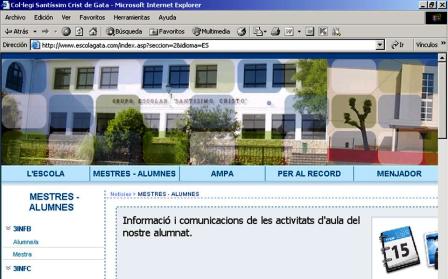 Col·legi Santíssim Crist de Gata - Microsoft Internet Explorer
Archivo Edición Ver Favoritos Herramientas Ayuda
Atrás Búsqueda Favoritos Multimedia
Dirección http://www.escolagata.com/index.asp?seccion=2&idioma=ES Ir Vínculos
GRUPO ESCOLAR "SANTISIMO CRISTO"
L'ESCOLA MESTRES - ALUMNES AMPA PER AL RECORD MENJADOR
MESTRES - ALUMNES
Noticies > MESTRES - ALUMNES
Informació i comunicacions de les activitats d'aula del
nostre alumnat.
3INFB
Alumne/s
Mestra
3INFC
15